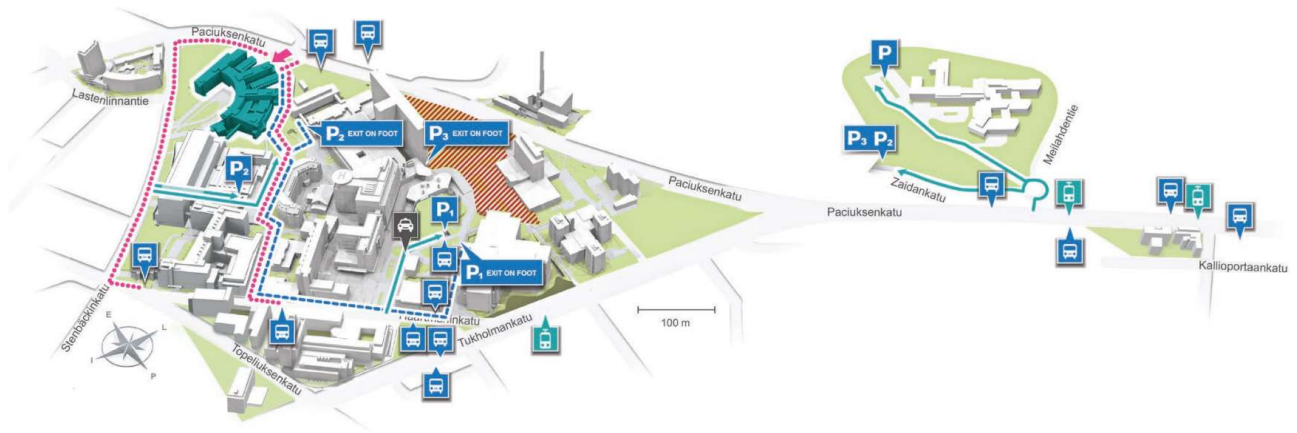 Paciuksenkatu
Lastenlinnantie
P2 EXIT ON FOOT
P3 EXIT ON FOOT
H
P2
P1
P1 EXIT ON FOOT
Paciuksenkatu
Stenbäckinkatu
Topeliuksenkatu
Tukholmankatu
100 m
E
L
I
P
P
P3 P2
Meilahdentie
Zaidankatu
Paciuksenkatu
Kallioportaankatu